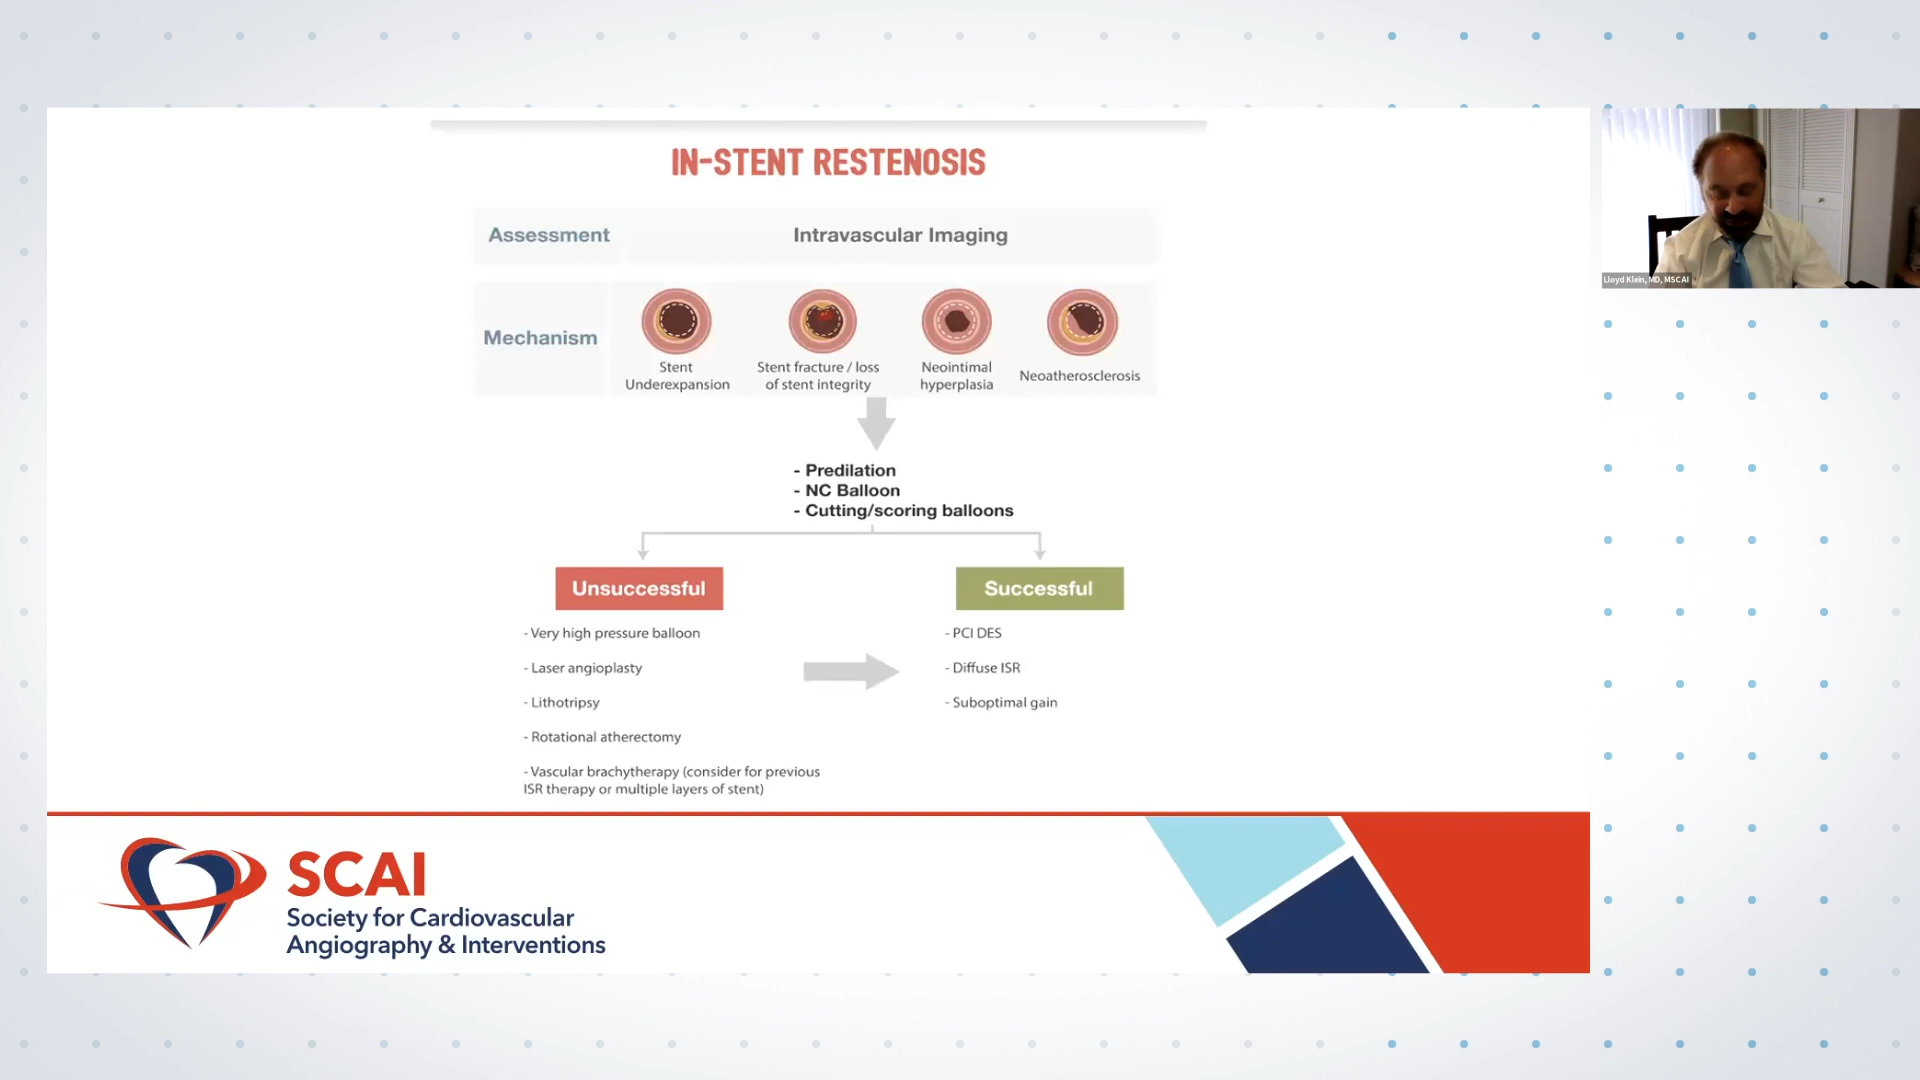 IN-STENT RESTENOSIS
Assessment
Intravascular Imaging
Mechanism
Stent
Underexpansion
Stent fracture / loss
of stent integrity
Neointimal
hyperplasia
Neoatherosclerosis
- Predilation
- NC Balloon
- Cutting/scoring balloons
Unsuccessful
- Very high pressure balloon
- Laser angioplasty
- Lithotripsy
- Rotational atherectomy
- Vascular brachytherapy (consider for previous
ISR therapy or multiple layers of stent)
Successful
- PCI DES
- Diffuse ISR
- Suboptimal gain
SCAI
Society for Cardiovascular
Angiography & Interventions
Lloyd Klein, MD, MSCAI